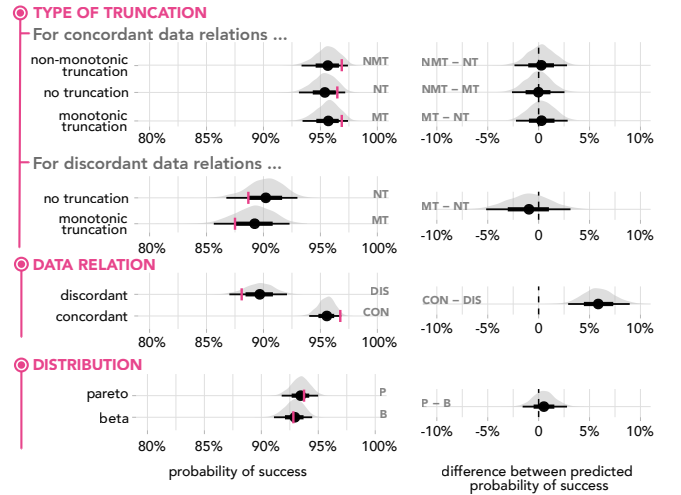 TYPE OF TRUNCATION
For concordant data relations ...
non-monotonic
truncation
NMT
NMT – NT
no truncation
NT
NMT – MT
monotonic
truncation
MT
MT – NT
80% 85% 90% 95% 100%
-10% -5% 0 5% 10%
For discordant data relations ...
no truncation
NT
monotonic
truncation
MT
MT – NT
80% 85% 90% 95% 100%
-10% -5% 0 5% 10%
DATA RELATION
discordant
DIS
concordant
CON
CON – DIS
80% 85% 90% 95% 100%
-10% -5% 0 5% 10%
DISTRIBUTION
pareto
P
beta
B
P – B
80% 85% 90% 95% 100%
-10% -5% 0 5% 10%
probability of success
difference between predicted
probability of success